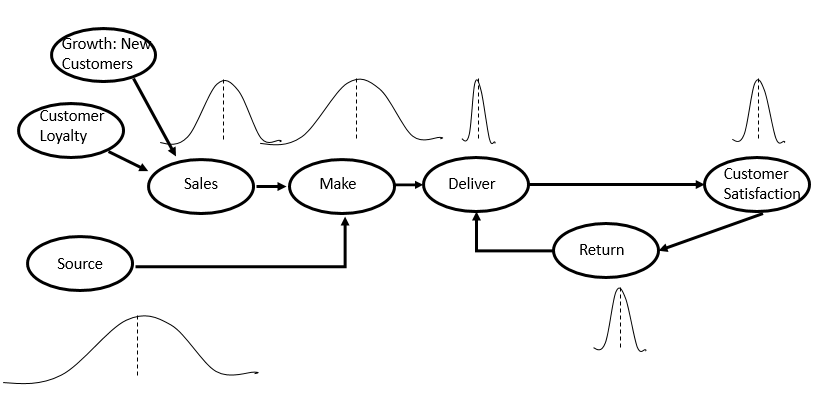 Growth: New
Customers
Customer
Loyalty
Sales
Make
Deliver
Customer
Satisfaction
Source
Return